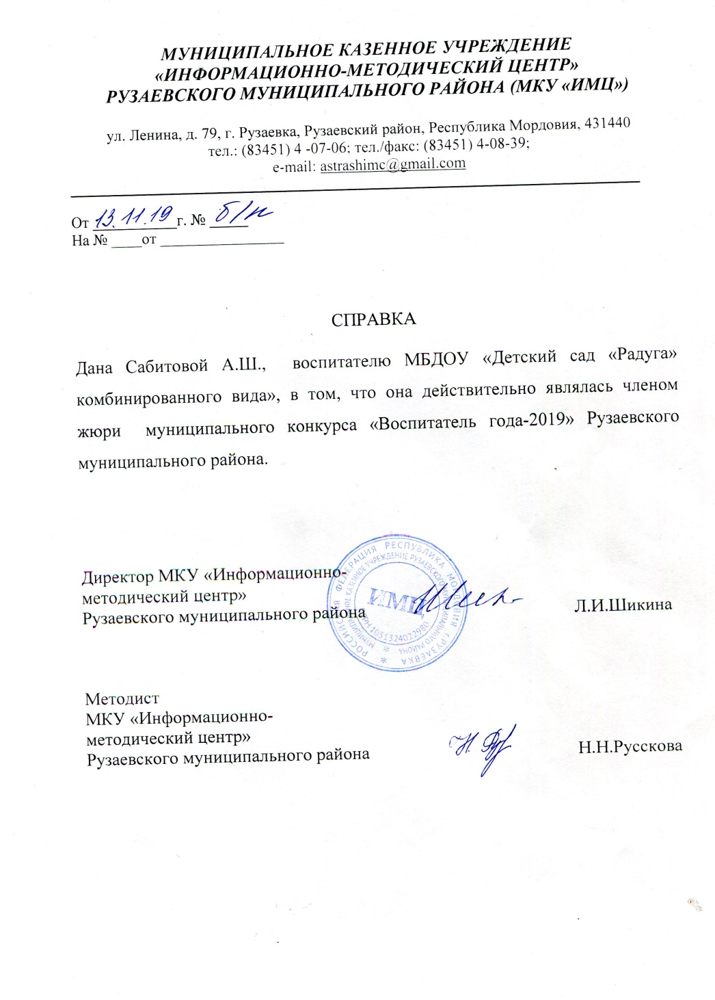 МУНИЦИПАЛЬНОЕ КАЗЕННОЕ УЧРЕЖДЕНИЕ
«ИНФОРМАЦИОННО-МЕТОДИЧЕСКИЙ ЦЕНТР»
РУЗАЕВСКОГО МУНИЦИПАЛЬНОГО РАЙОНА (МКУ «ИМЦ»)
ул. Ленина, д. 79, г. Рузаевка, Рузаевский район, Республика Мордовия, 431440
тел.: (83451) 4 -07-06; тел./факс: (83451) 4-08-39;
e-mail: astrashimc@gmail.com
От 13.11.19 г. № б/н
На № ____от ________________
СПРАВКА
Дана Сабитовой А.Ш., воспитателю МБДОУ «Детский сад «Радуга»
комбинированного вида», в том, что она действительно являлась членом
жюри муниципального конкурса «Воспитатель года-2019» Рузаевского
муниципального района.
Директор МКУ «Информационно-
методический центр»
Рузаевского муниципального района Л.И.Шикина
РОССИЙСКАЯ ФЕДЕРАЦИЯ РЕСПУБЛИКА МОРДОВИЯ г.РУЗАЕВКА
МУНИЦИПАЛЬНОЕ КАЗЕННОЕ УЧРЕЖДЕНИЕ РУЗАЕВСКОГО МУНИЦИПАЛЬНОГО РАЙОНА
ИМЦ
ОГРН 1051324022980
Методист
МКУ «Информационно-
методический центр»
Рузаевского муниципального района Н.Н.Русскова